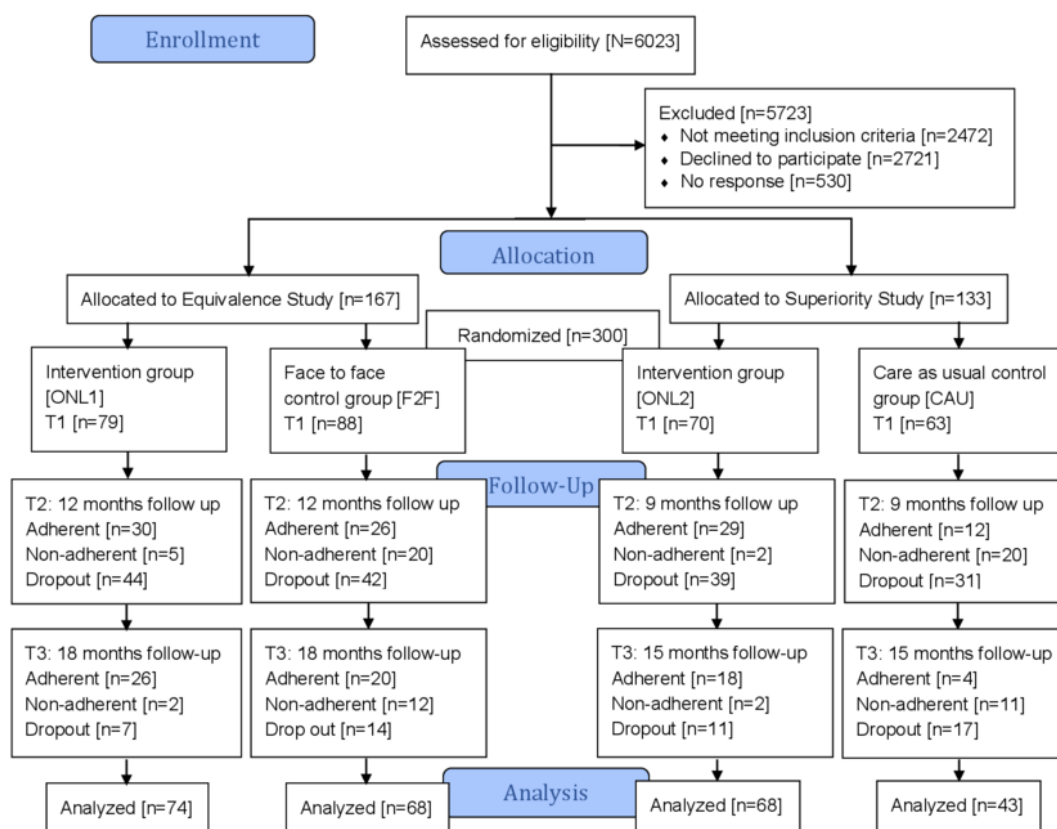 Enrollment
Assessed for eligibility [N=6023]
Excluded [n=5723]
♦ Not meeting inclusion criteria [n=2472]
♦ Declined to participate [n=2721]
♦ No response [n=530]
Allocation
Allocated to Equivalence Study [n=167]
Allocated to Superiority Study [n=133]
Randomized [n=300]
Intervention group
[ONL1]
T1 [n=79]
Face to face
control group [F2F]
T1 [n=88]
Intervention group
[ONL2]
T1 [n=70]
Care as usual control
group [CAU]
T1 [n=63]
Follow-Up
T2: 12 months follow up
Adherent [n=30]
Non-adherent [n=5]
Dropout [n=44]
T2: 12 months follow up
Adherent [n=26]
Non-adherent [n=20]
Dropout [n=42]
T2: 9 months follow up
Adherent [n=29]
Non-adherent [n=2]
Dropout [n=39]
T2: 9 months follow up
Adherent [n=12]
Non-adherent [n=20]
Dropout [n=31]
T3: 18 months follow-up
Adherent [n=26]
Non-adherent [n=2]
Dropout [n=7]
T3: 18 months follow-up
Adherent [n=20]
Non-adherent [n=12]
Drop out [n=14]
T3: 15 months follow-up
Adherent [n=18]
Non-adherent [n=2]
Dropout [n=11]
T3: 15 months follow-up
Adherent [n=4]
Non-adherent [n=11]
Dropout [n=17]
Analysis
Analyzed [n=74]
Analyzed [n=68]
Analyzed [n=68]
Analyzed [n=43]